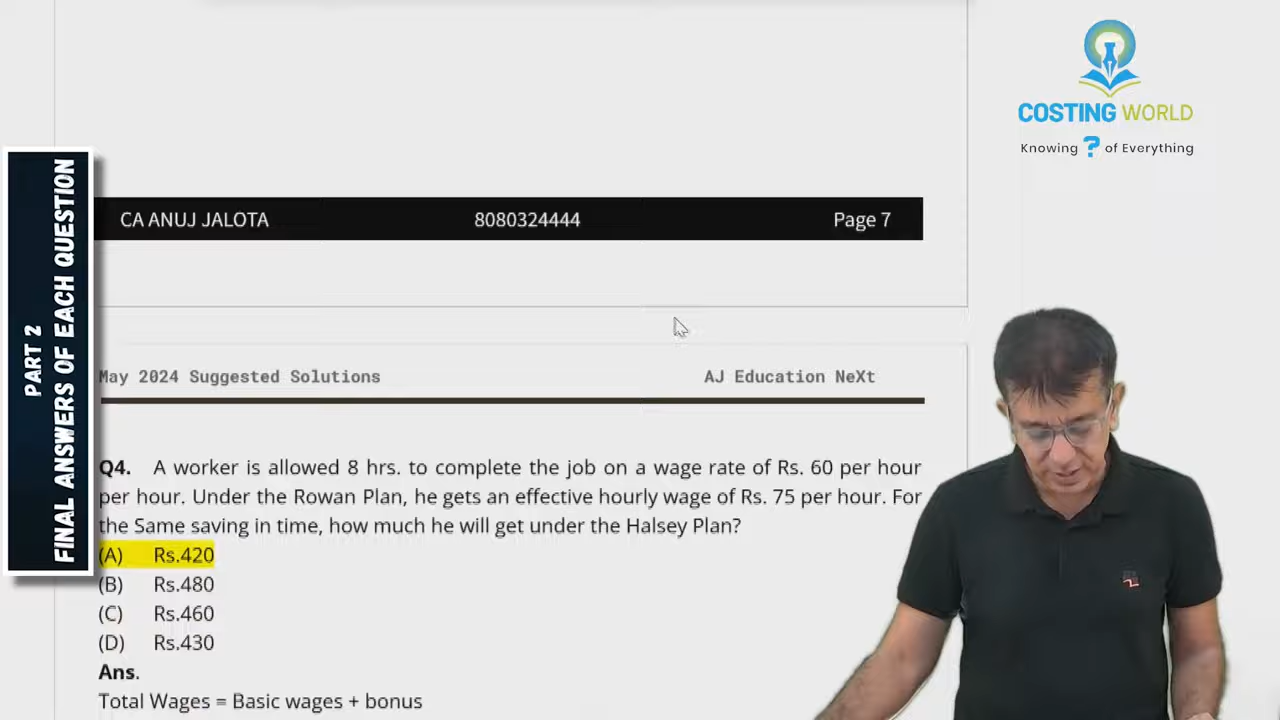 PART 2
FINAL ANSWERS OF EACH QUESTION
COSTING WORLD
Knowing ? of Everything
CA ANUJ JALOTA 8080324444 Page 7
May 2024 Suggested Solutions AJ Education NeXt
Q4. A worker is allowed 8 hrs. to complete the job on a wage rate of Rs. 60 per hour
per hour. Under the Rowan Plan, he gets an effective hourly wage of Rs. 75 per hour. For
the Same saving in time, how much he will get under the Halsey Plan?
(A) Rs.420
(B) Rs.480
(C) Rs.460
(D) Rs.430
Ans.
Total Wages = Basic wages + bonus